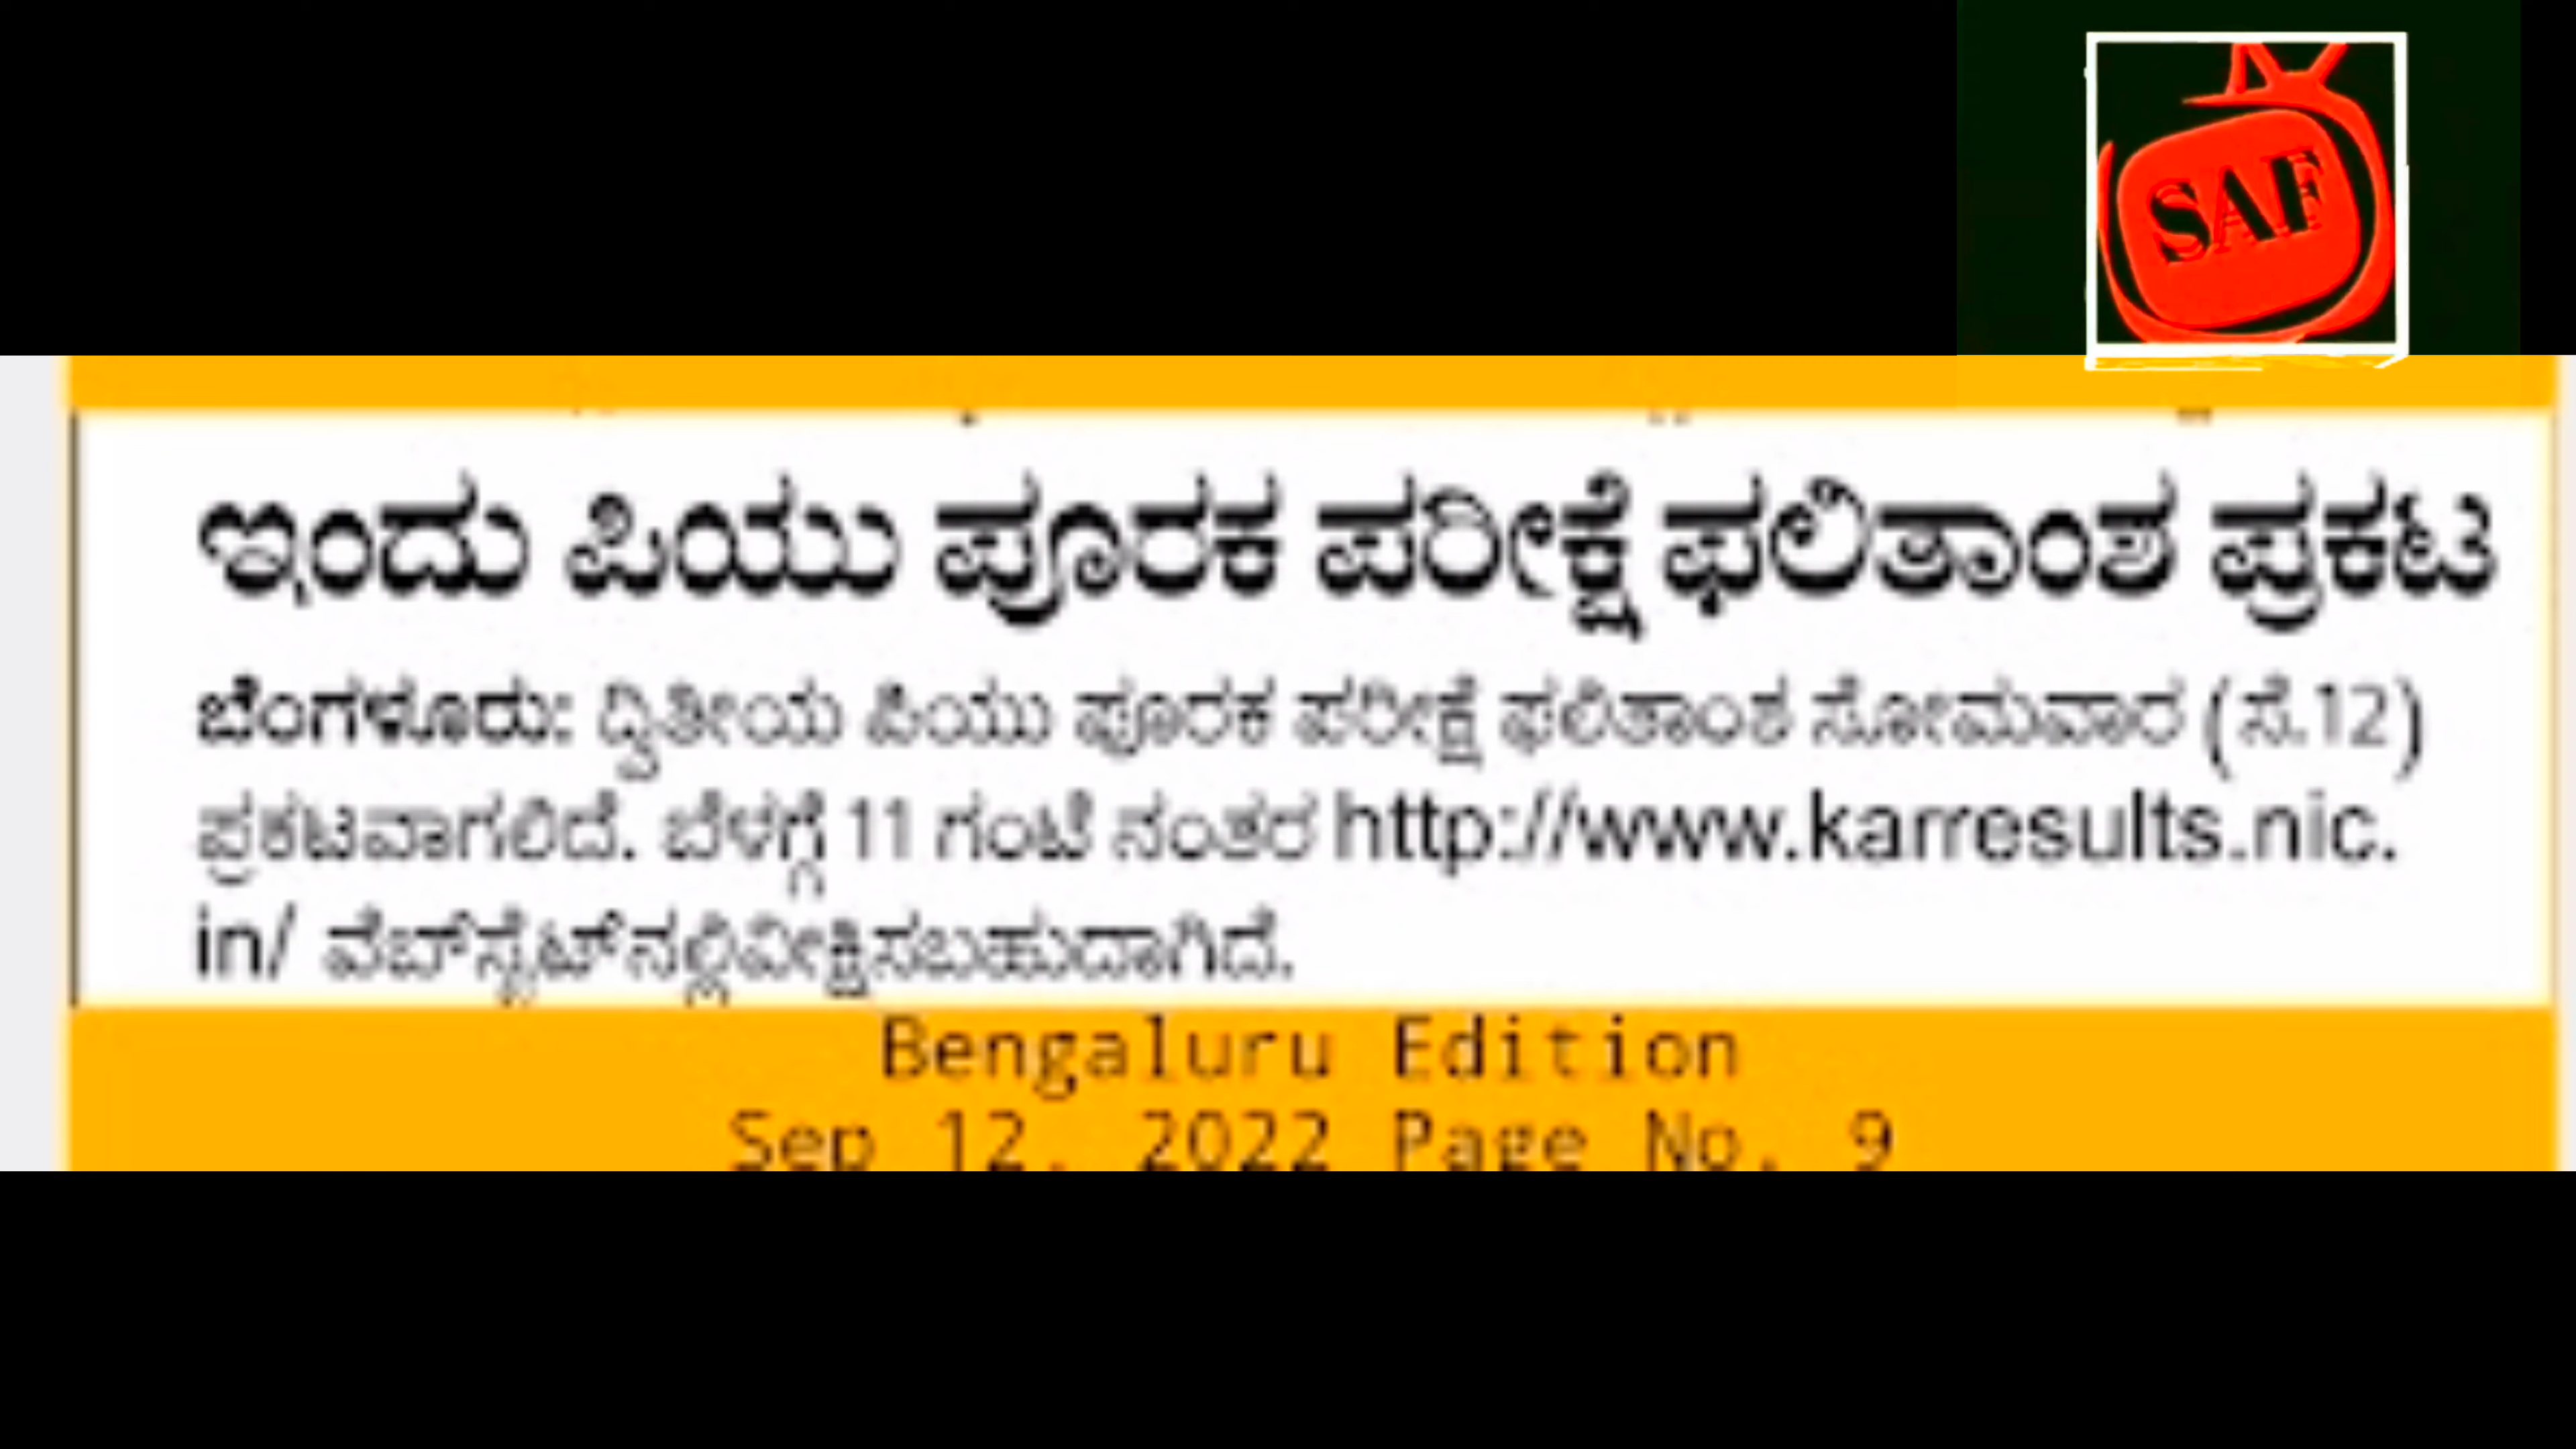 SAF
ಇಂದು ಪಿಯು ಪೂರಕ ಪರೀಕ್ಷೆ ಫಲಿತಾಂಶ ಪ್ರಕಟ
ಬೆಂಗಳೂರು: ದ್ವಿತೀಯ ಪಿಯು ಪೂರಕ ಪರೀಕ್ಷೆ ಫಲಿತಾಂಶ ಸೋಮವಾರ (ಸೆ.12)
ಪ್ರಕಟವಾಗಲಿದೆ. ಬೆಳಗ್ಗೆ 11 ಗಂಟೆ ನಂತರ http://www.karresults.nic.
in/ ವೆಬ್‌ಸೈಟ್‌ನಲ್ಲಿವೀಕ್ಷಿಸಬಹುದಾಗಿದೆ.
Bengaluru Edition
Sep 12, 2022 Page No. 9